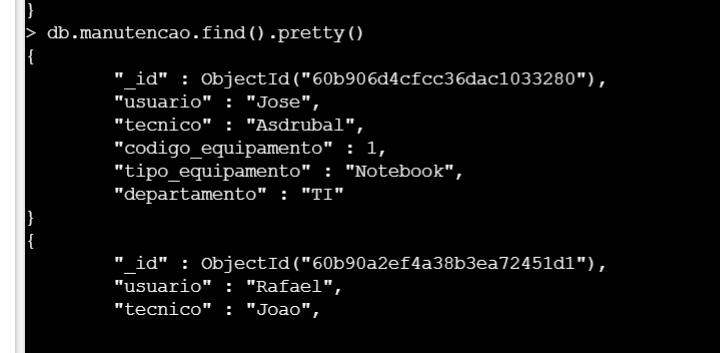 }
> db.manutencao.find().pretty()
{
"_id" : ObjectId("60b906d4cfcc36dac1033280"),
"usuario" : "Jose",
"tecnico" : "Asdrubal",
"codigo_equipamento" : 1,
"tipo_equipamento" : "Notebook",
"departamento" : "TI"
}
{
"_id" : ObjectId("60b90a2ef4a38b3ea72451d1"),
"usuario" : "Rafael",
"tecnico" : "Joao",